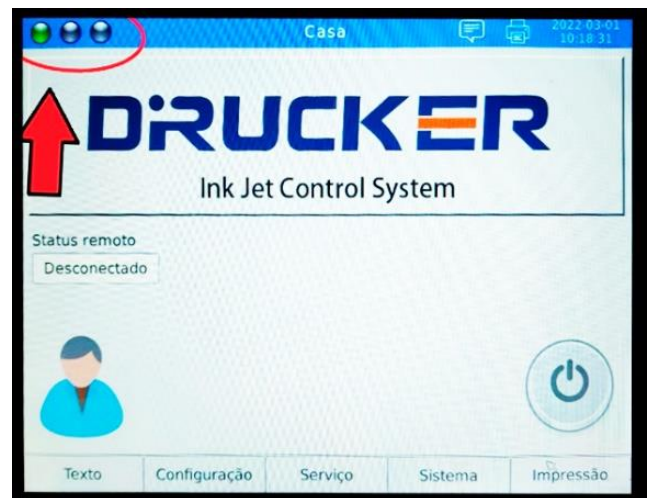 Casa
2022-03-01
10:18:31
DRUCKER
Ink Jet Control System
Status remoto
Desconectado
Texto Configuração Serviço Sistema Impressão